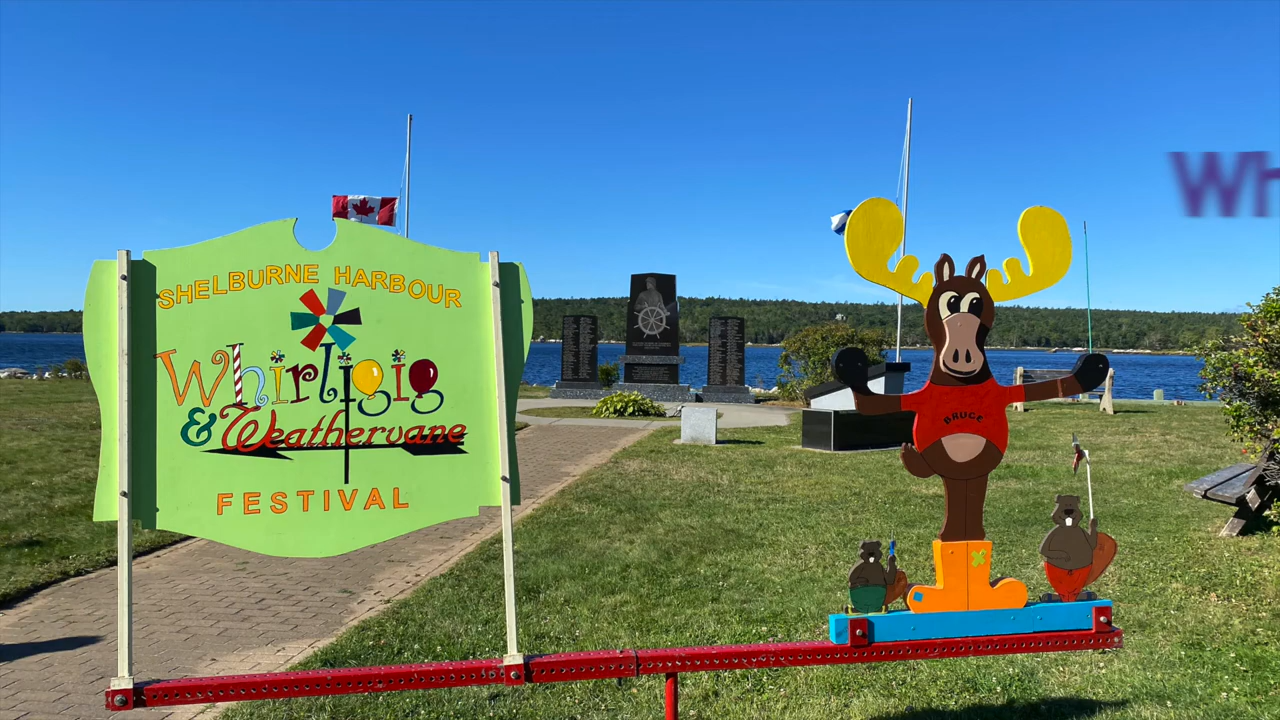 SHELBURNE HARBOUR
Whirligig
& Weathervane
FESTIVAL
BRUCE
Wh